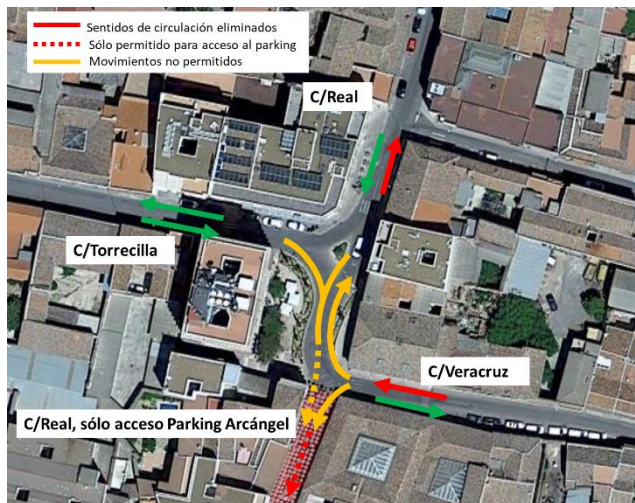 Sentidos de circulación eliminados
Sólo permitido para acceso al parking
Movimientos no permitidos
C/Real
C/Torrecilla
C/Veracruz
C/Real, sólo acceso Parking Arcángel